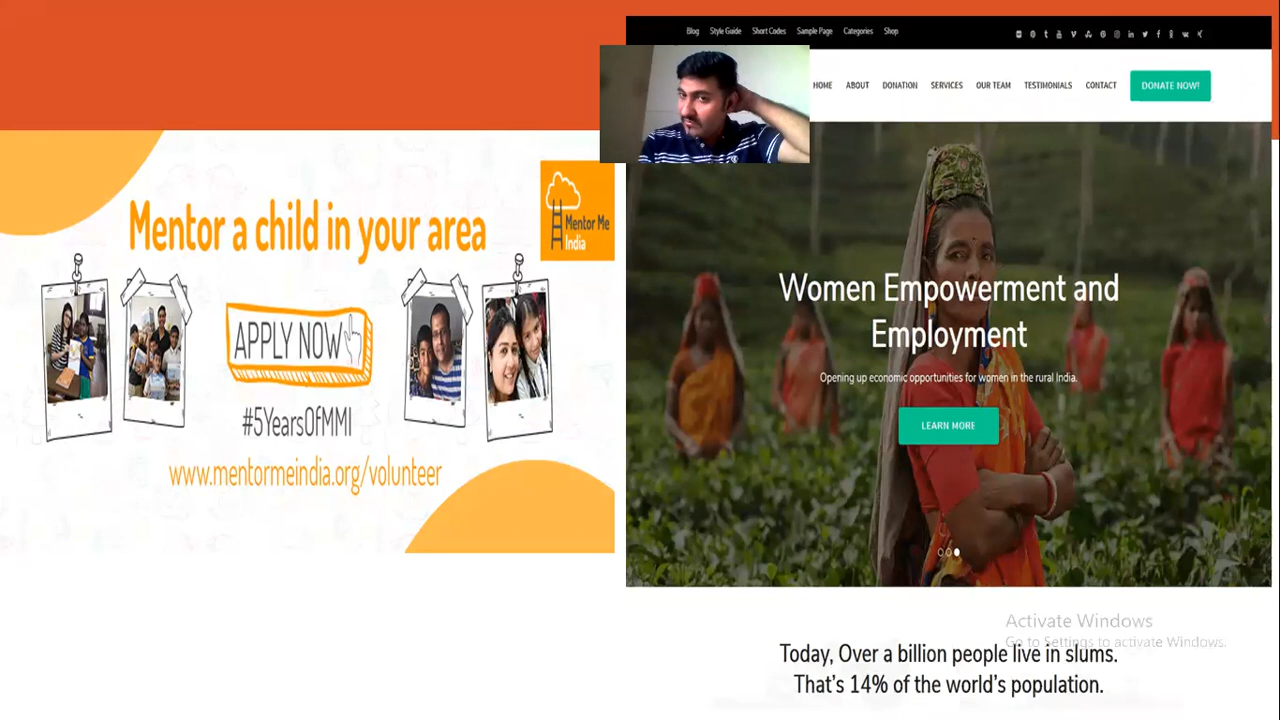 Mentor a child in your area
Mentor Me
India
APPLY NOW
#5YearsOfMMI
www.mentormeindia.org/volunteer
Blog Style Guide Short Codes Sample Page Categories Shop
HOME ABOUT DONATION SERVICES OUR TEAM TESTIMONIALS CONTACT DONATE NOW!
Women Empowerment and
Employment
Opening up economic opportunities for women in the rural India.
LEARN MORE
Activate Windows
Go to Settings to activate Windows.
Today, Over a billion people live in slums.
That's 14% of the world's population.